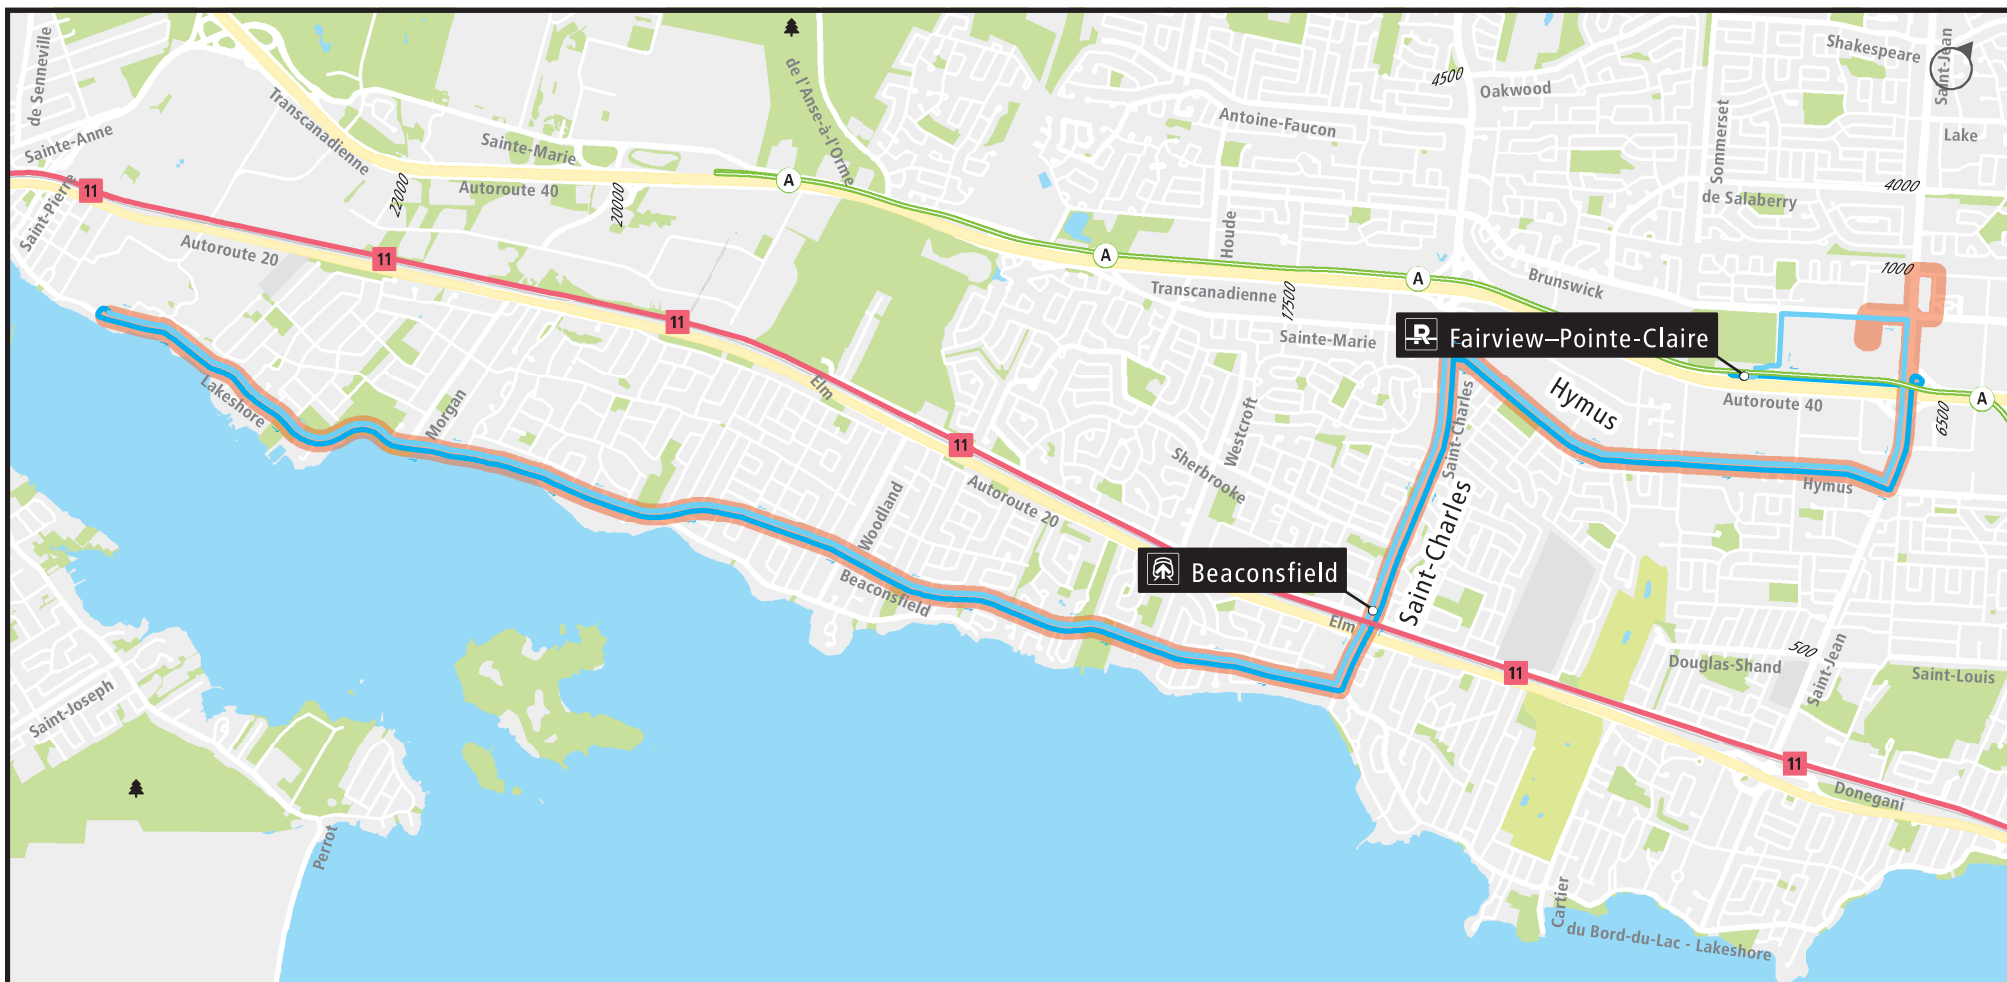 de Senneville
Sainte-Anne
Saint-Pierre
Transcanadienne
Sainte-Marie
Autoroute 40
22000
20000
de l'Anse-à-l'Orme
A
A
A
A
Antoine-Faucon
4500
Oakwood
Shakespeare
Saint-Jean
Lake
Sommerset
4000
de Salaberry
Houde
Brunswick
1000
Transcanadienne
17500
Sainte-Marie
R Fairview–Pointe-Claire
Autoroute 40
6500
Hymus
Hymus
11
11
11
11
11
11
Autoroute 20
Lakeshore
Morgan
Elm
Woodland
Beaconsfield
Autoroute 20
Sherbrooke
Westcroft
Saint-Charles
Saint-Charles
Beaconsfield
Elm
500
Douglas-Shand
Saint-Jean
Saint-Louis
Donegani
Saint-Joseph
Perrot
Cartier
du Bord-du-Lac - Lakeshore